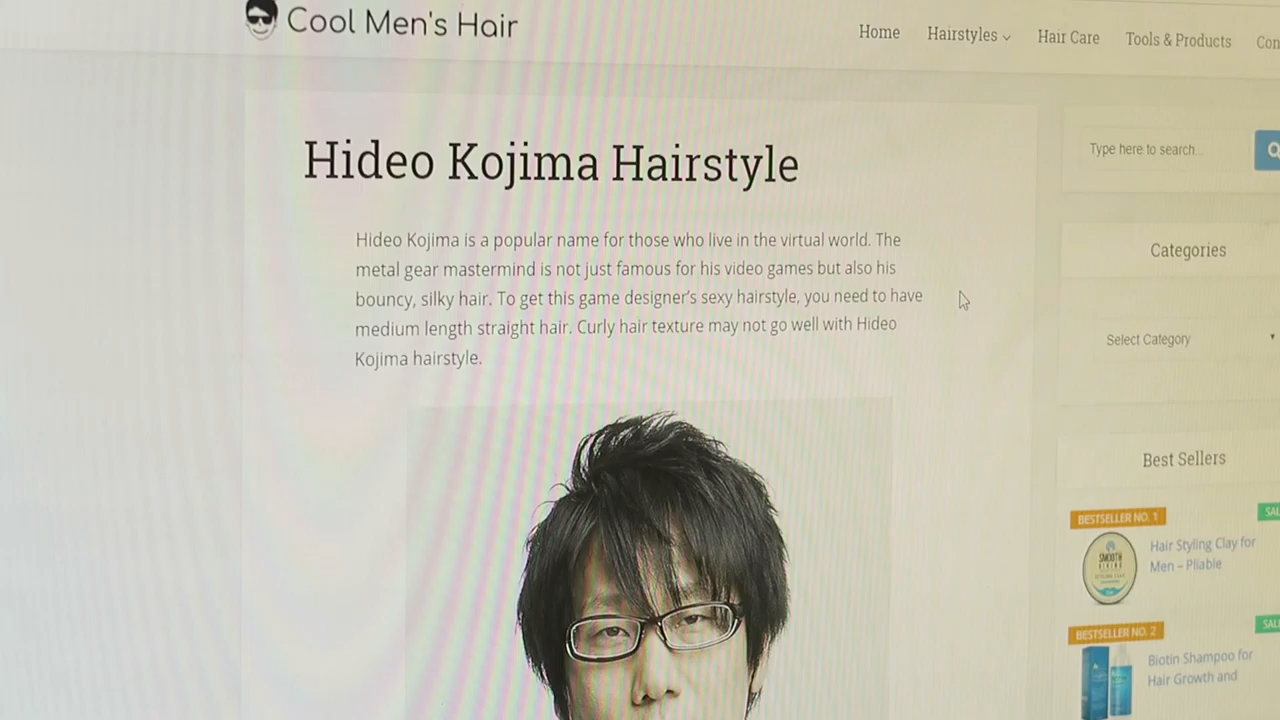 Cool Men's Hair
Home
Hairstyles
Hair Care
Tools & Products
Hideo Kojima Hairstyle
Type here to search...
Hideo Kojima is a popular name for those who live in the virtual world. The
metal gear mastermind is not just famous for his video games but also his
bouncy, silky hair. To get this game designer's sexy hairstyle, you need to have
medium length straight hair. Curly hair texture may not go well with Hideo
Kojima hairstyle.
Categories
Select Category
Best Sellers
BESTSELLER NO. 1
Hair Styling Clay for
Men – Pliable
SMOOTH
VIKING
STYLING CLAY
BESTSELLER NO. 2
Biotin Shampoo for
Hair Growth and